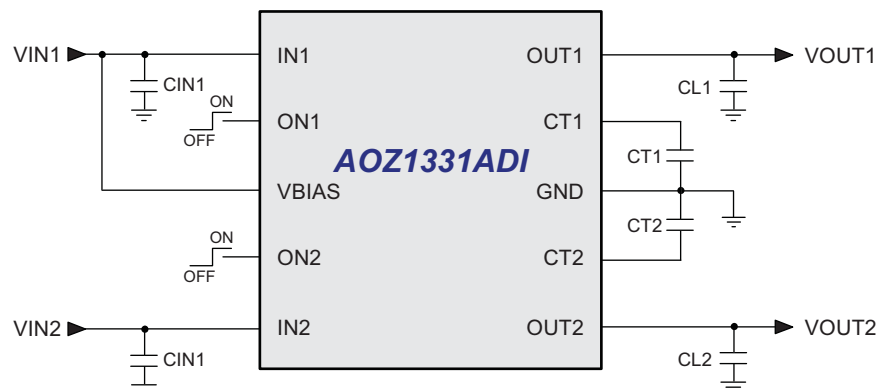 VIN1
IN1
OUT1
VOUT1
CIN1
CL1
ON
OFF
ON1
CT1
CT1
AOZ1331ADI
VBIAS
GND
CT2
ON
OFF
ON2
CT2
VIN2
IN2
OUT2
VOUT2
CIN1
CL2